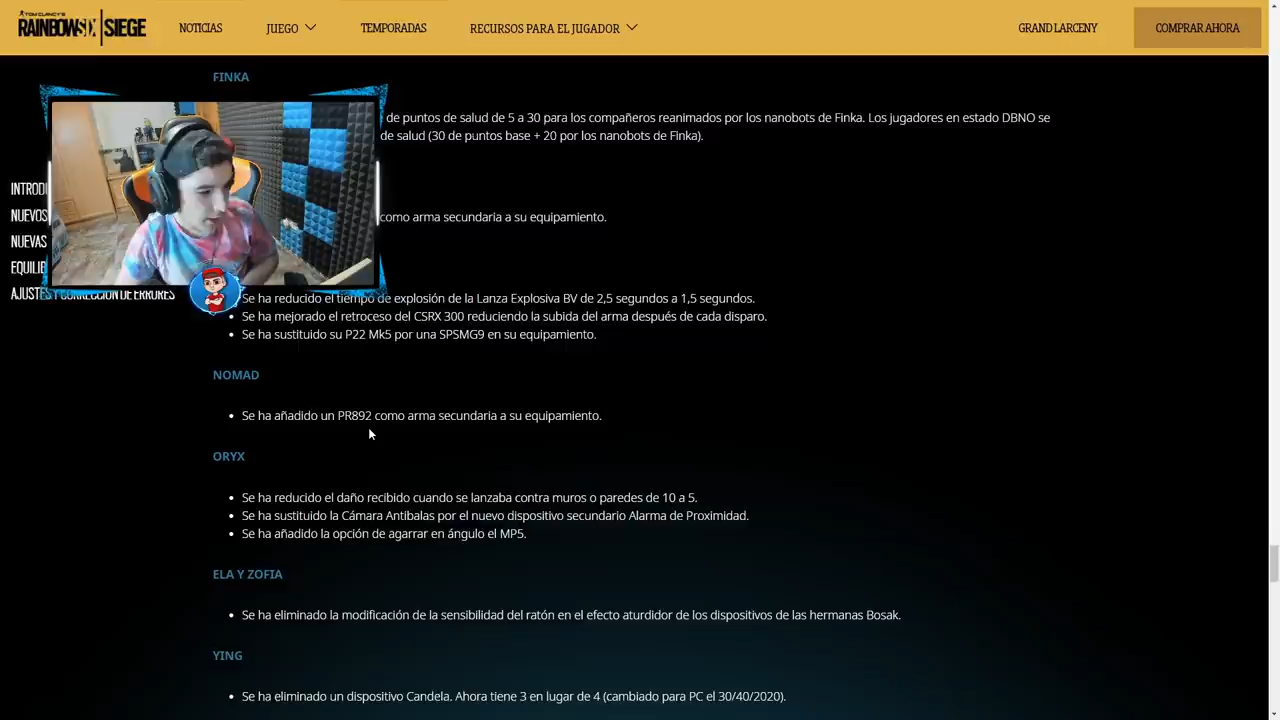 TOM CLANCY'S
RAINBOW SIX | SIEGE
NOTICIAS
JUEGO
TEMPORADAS
RECURSOS PARA EL JUGADOR
GRAND LARCENY
COMPRAR AHORA
FINKA
de puntos de salud de 5 a 30 para los compañeros reanimados por los nanobots de Finka. Los jugadores en estado DBNO se
de salud (30 de puntos base + 20 por los nanobots de Finka).
INTRODU
NUEVOS
como arma secundaria a su equipamiento.
NUEVAS
EQUILIB
AJUSTES Y CORRECCIÓN DE ERRORES
Se ha reducido el tiempo de explosión de la Lanza Explosiva BV de 2,5 segundos a 1,5 segundos.
Se ha mejorado el retroceso del CSRX 300 reduciendo la subida del arma después de cada disparo.
Se ha sustituido su P22 Mk5 por una SPSMG9 en su equipamiento.
NOMAD
Se ha añadido un PR892 como arma secundaria a su equipamiento.
ORYX
Se ha reducido el daño recibido cuando se lanzaba contra muros o paredes de 10 a 5.
Se ha sustituido la Cámara Antibalas por el nuevo dispositivo secundario Alarma de Proximidad.
Se ha añadido la opción de agarrar en ángulo el MP5.
ELA Y ZOFIA
Se ha eliminado la modificación de la sensibilidad del ratón en el efecto aturdidor de los dispositivos de las hermanas Bosak.
YING
Se ha eliminado un dispositivo Candela. Ahora tiene 3 en lugar de 4 (cambiado para PC el 30/40/2020).